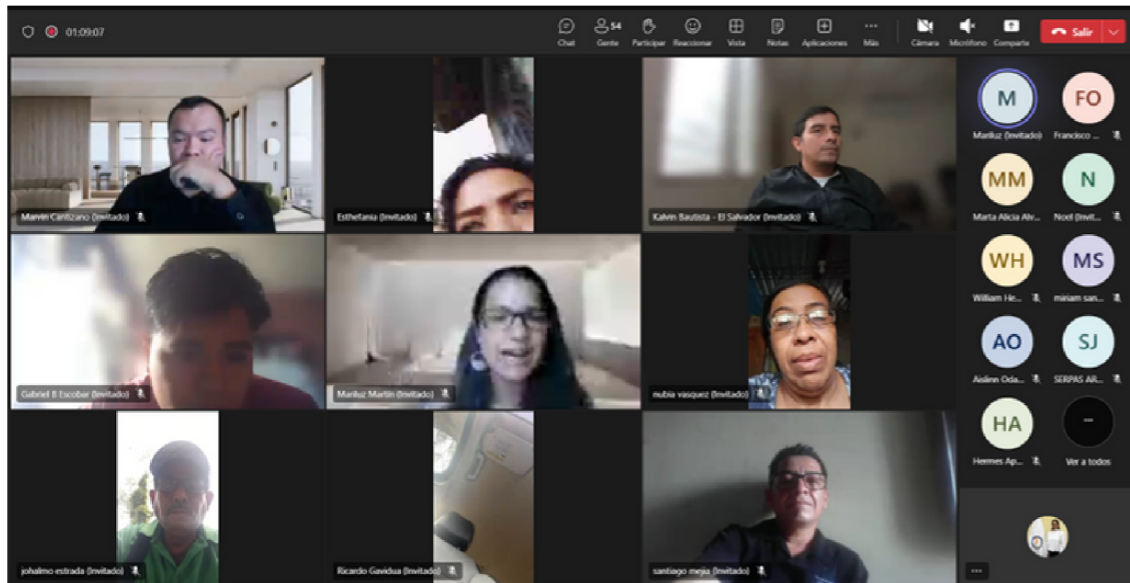 01:09:07
Chat
54
Gente
Participar
Reaccionar
Vista
Notas
Aplicaciones
Más
Cámara
Micrófono
Compartir
Salir
Marvin Cantizano (Invitado)
Esthefania (Invitado)
Kalvin Bautista - El Salvador (Invitado)
M
Mariluz (Invitado)
FO
Francisco ...
MM
Marta Alicia Alv...
N
Noel (Invit...
Gabriel B Escobar (Invitado)
Mariluz Martin (Invitado)
nubia vasquez (Invitado)
WH
William He...
MS
miriam san...
AO
Aislinn Oda...
SJ
SERPAS AR...
HA
Hermes Ap...
...
Ver a todos
johalmo estrada (Invitado)
Ricardo Gavidua (Invitado)
santiago mejia (Invitado)